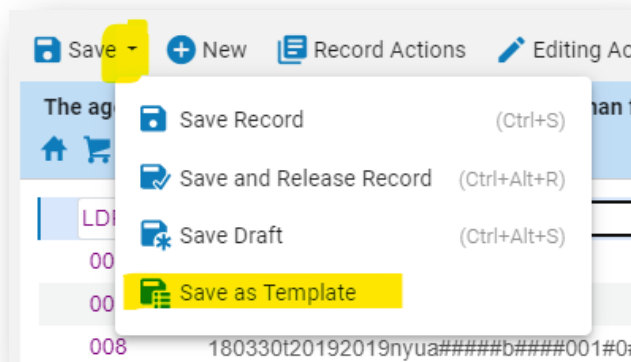 Save New Record Actions Editing Ac
The ag han
Save Record (Ctrl+S)
Save and Release Record (Ctrl+Alt+R)
LD
Save Draft (Ctrl+Alt+S)
00
Save as Template
00
008 180330t20192019nyua#####b####001#0#